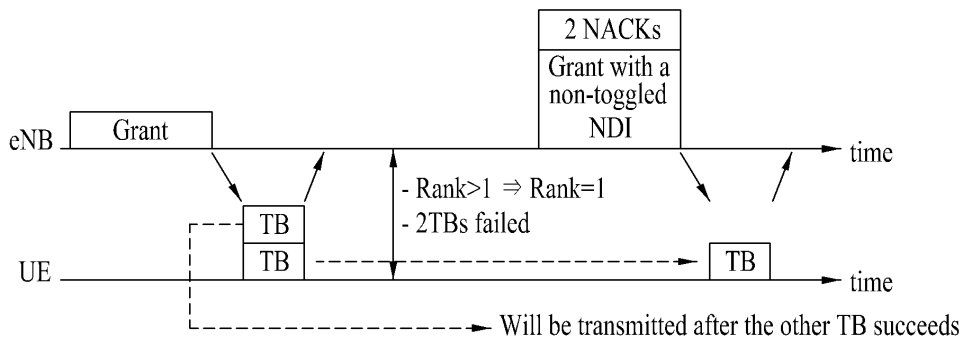 2 NACKs
Grant with a
non-toggled
NDI
Grant
eNB
time
- Rank>1 ⇒ Rank=1
- 2TBs failed
TB
TB
TB
UE
time
Will be transmitted after the other TB succeeds